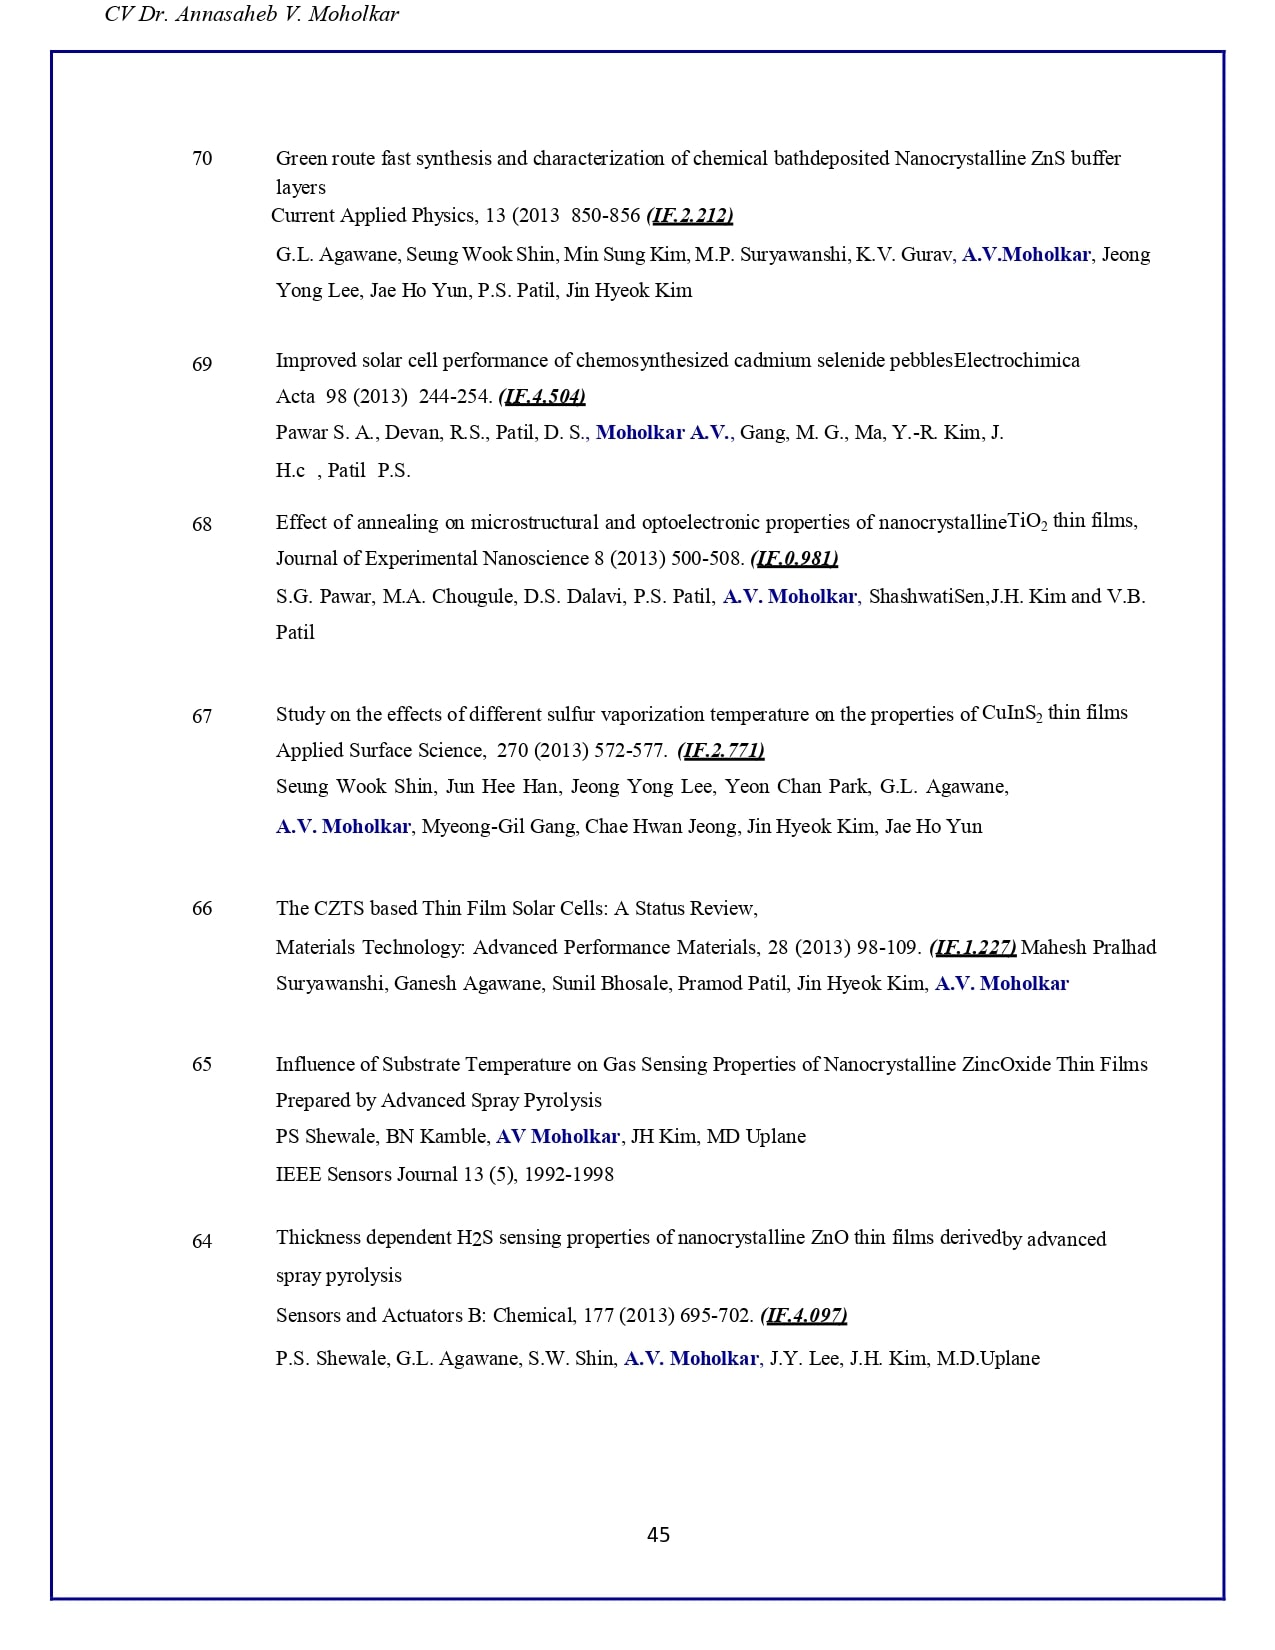 CV Dr. Annasaheb V. Moholkar
70 Green route fast synthesis and characterization of chemical bathdeposited Nanocrystalline ZnS buffer
layers
Current Applied Physics, 13 (2013  850-856 (IF.2.212)
G.L. Agawane, Seung Wook Shin, Min Sung Kim, M.P. Suryawanshi, K.V. Gurav, A.V.Moholkar, Jeong
Yong Lee, Jae Ho Yun, P.S. Patil, Jin Hyeok Kim
69 Improved solar cell performance of chemosynthesized cadmium selenide pebblesElectrochimica
Acta  98 (2013)  244-254. (IF.4.504)
Pawar S. A., Devan, R.S., Patil, D. S., Moholkar A.V., Gang, M. G., Ma, Y.-R. Kim, J.
H.c  , Patil  P.S.
68 Effect of annealing on microstructural and optoelectronic properties of nanocrystallineTiO₂ thin films,
Journal of Experimental Nanoscience 8 (2013) 500-508. (IF.0.981)
S.G. Pawar, M.A. Chougule, D.S. Dalavi, P.S. Patil, A.V. Moholkar, ShashwatiSen,J.H. Kim and V.B.
Patil
67 Study on the effects of different sulfur vaporization temperature on the properties of CuInS₂ thin films
Applied Surface Science,  270 (2013) 572-577.  (IF.2.771)
Seung Wook Shin, Jun Hee Han, Jeong Yong Lee, Yeon Chan Park, G.L. Agawane,
A.V. Moholkar, Myeong-Gil Gang, Chae Hwan Jeong, Jin Hyeok Kim, Jae Ho Yun
66 The CZTS based Thin Film Solar Cells: A Status Review,
Materials Technology: Advanced Performance Materials, 28 (2013) 98-109. (IF.1.227) Mahesh Pralhad
Suryawanshi, Ganesh Agawane, Sunil Bhosale, Pramod Patil, Jin Hyeok Kim, A.V. Moholkar
65 Influence of Substrate Temperature on Gas Sensing Properties of Nanocrystalline ZincOxide Thin Films
Prepared by Advanced Spray Pyrolysis
PS Shewale, BN Kamble, AV Moholkar, JH Kim, MD Uplane
IEEE Sensors Journal 13 (5), 1992-1998
64 Thickness dependent H2S sensing properties of nanocrystalline ZnO thin films derivedby advanced
spray pyrolysis
Sensors and Actuators B: Chemical, 177 (2013) 695-702. (IF.4.097)
P.S. Shewale, G.L. Agawane, S.W. Shin, A.V. Moholkar, J.Y. Lee, J.H. Kim, M.D.Uplane
45